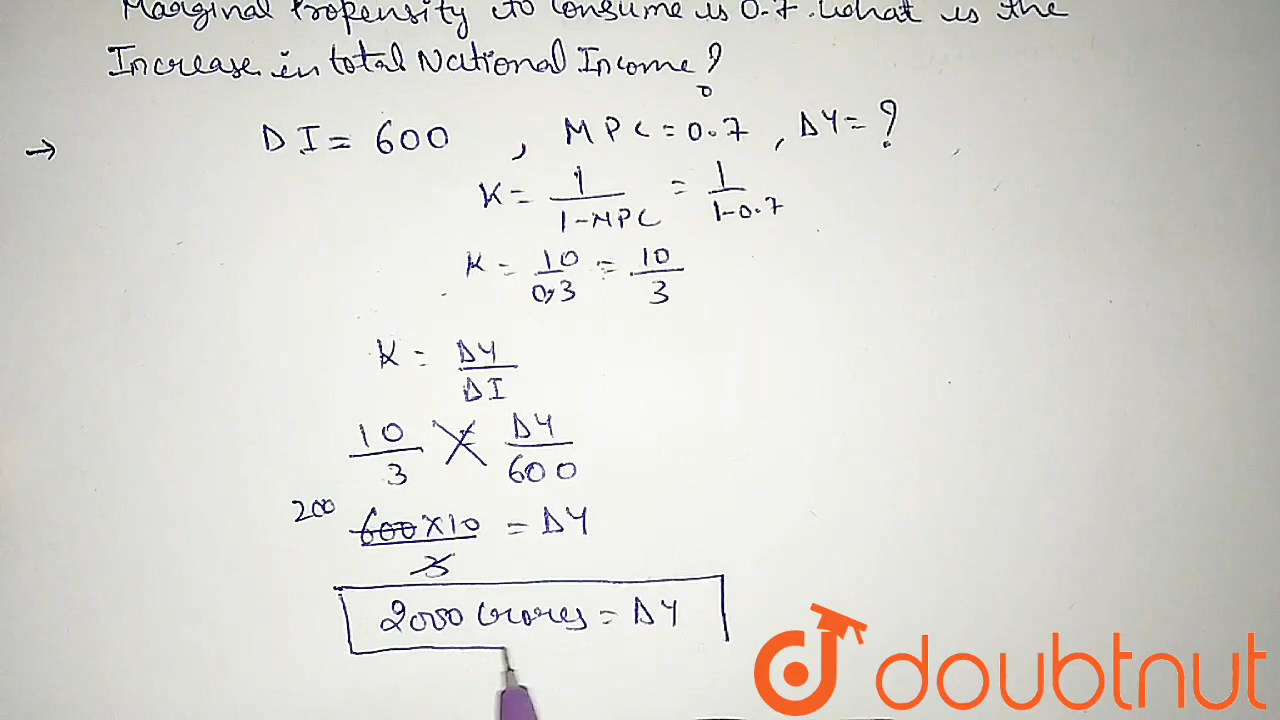 Marginal Propensity to Consume is 0.7. What is the
Increase in total National Income?
→ ΔI = 600 , MPC = 0.7 , ΔY = ?
K = 1/(1-MPC) = 1/(1-0.7)
K = 10/0.3 = 10/3
K = ΔY/ΔI
10/3 = ΔY/600
200
600×10/3 = ΔY
2000 Crores = ΔY
doubtnut